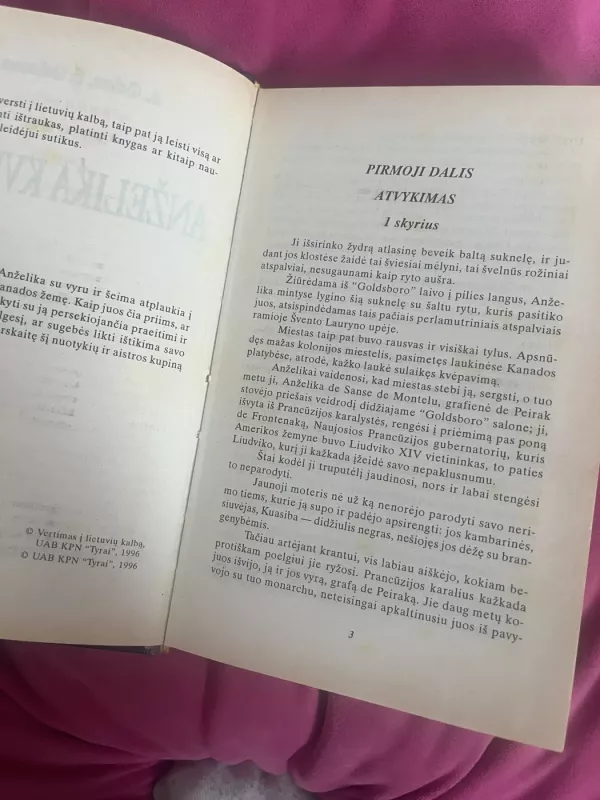 versti į lietuvių kalbą, taip pat ją leisti visą ar
nti ištraukas, platinti knygas ar kitaip nau-
leidėjui sutikus.
ANŽELIKA
Anželika su vyru ir šeima atplaukia į
anados žemę. Kaip juos čia priims, ar
kyti su ją persekiojančia praeitimi ir
lgesį, ar sugebės likti ištikima savo
rskaitę šį nuotykių ir aistros kupiną
© Vertimas į lietuvių kalbą,
UAB KPN “Tyrai”, 1996
© UAB KPN “Tyrai”, 1996
PIRMOJI DALIS
ATVYKIMAS
1 skyrius
Ji išsirinko žydrą atlasinę beveik baltą suknelę, ir ju-
dant jos klostėse žaidė tai šviesiai mėlyni, tai švelnūs rožiniai
atspalviai, nesugaunami kaip ryto aušra.
Žiūrėdama iš “Goldsboro” laivo į pilies langus, Anže-
lika mintyse lygino šią suknelę su šaltu rytu, kuris pasitiko
juos, atsispindėdamas tais pačiais perlamutriniais atspalviais
ramioje Švento Lauryno upėje.
Miestas taip pat buvo rausvas ir visiškai tylus. Apsnū-
dęs mažas kolonijos miestelis, pasimetęs laukinėse Kanados
platybėse, atrodė, kažko laukė sulaikęs kvėpavimą.
Anželikai vaidenosi, kad miestas stebi ją, sergsti, o tuo
metu ji, Anželika de Sanse de Montelu, grafienė de Peirak
stovėjo priešais veidrodį didžiajame “Goldsboro” salone; ji,
išvyta iš Prancūzijos karalystės, rengėsi į priėmimą pas poną
de Frontenaką, Naujosios Prancūzijos gubernatorių, kuris
Amerikos žemyne buvo Liudviko XIV vietininkas, to paties
Liudviko, kurį ji kažkada įžeidė savo nepaklusnumu.
Štai kodėl ji truputėlį jaudinosi, nors ir labai stengėsi
to neparodyti.
Jaunoji moteris nė už ką nenorėjo parodyti savo neri-
mo tiems, kurie ją supo ir padėjo apsirengti: jos kambarinės,
siuvėjas, Kuasiba — didžiulis negras, nešiojęs jos dėžę su bran-
genybėmis.
Tačiau artėjant krantui, vis labiau aiškėjo, kokiam be-
protiškam poelgiui jie ryžosi. Prancūzijos karalius kažkada
juos išvijo, ją ir jos vyrą, grafą de Peiraką. Jie daug metų ko-
vojo su tuo monarchu, neteisingai apkaltinusiu juos iš pavy-
3